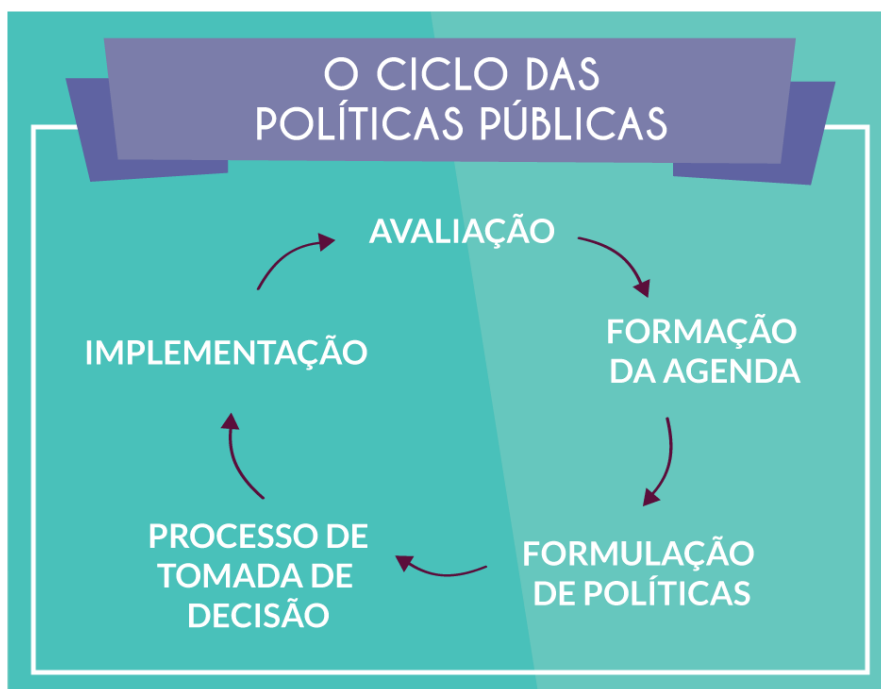 O CICLO DAS
POLÍTICAS PÚBLICAS
AVALIAÇÃO
FORMAÇÃO
DA AGENDA
FORMULAÇÃO
DE POLÍTICAS
PROCESSO DE
TOMADA DE
DECISÃO
IMPLEMENTAÇÃO